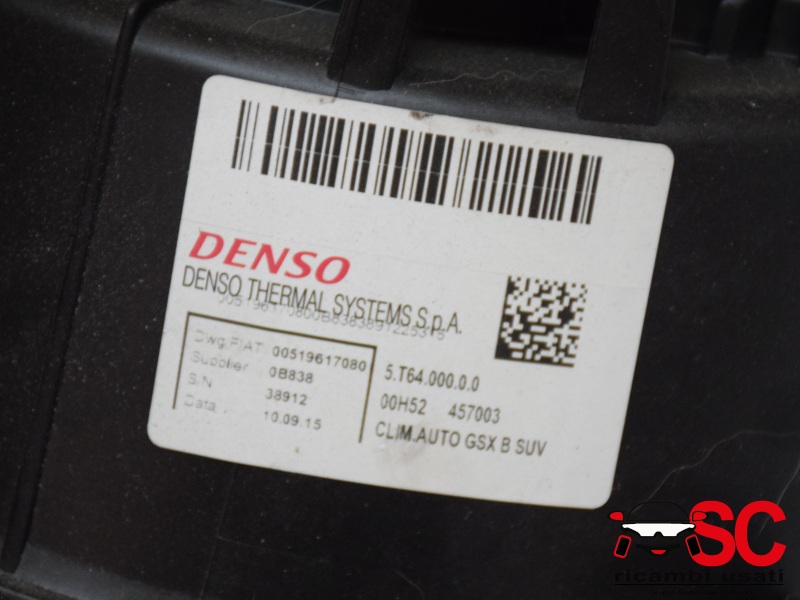 DENSO
DENSO THERMAL SYSTEMS S.p.A.
Dwg.FIAT 00519617080
Supplier 0B838
S/N 38912
Data 10.09.15
5.T64.000.0.0
00H52 457003
CLIM.AUTO GSX B SUV
SC
ricambi usati